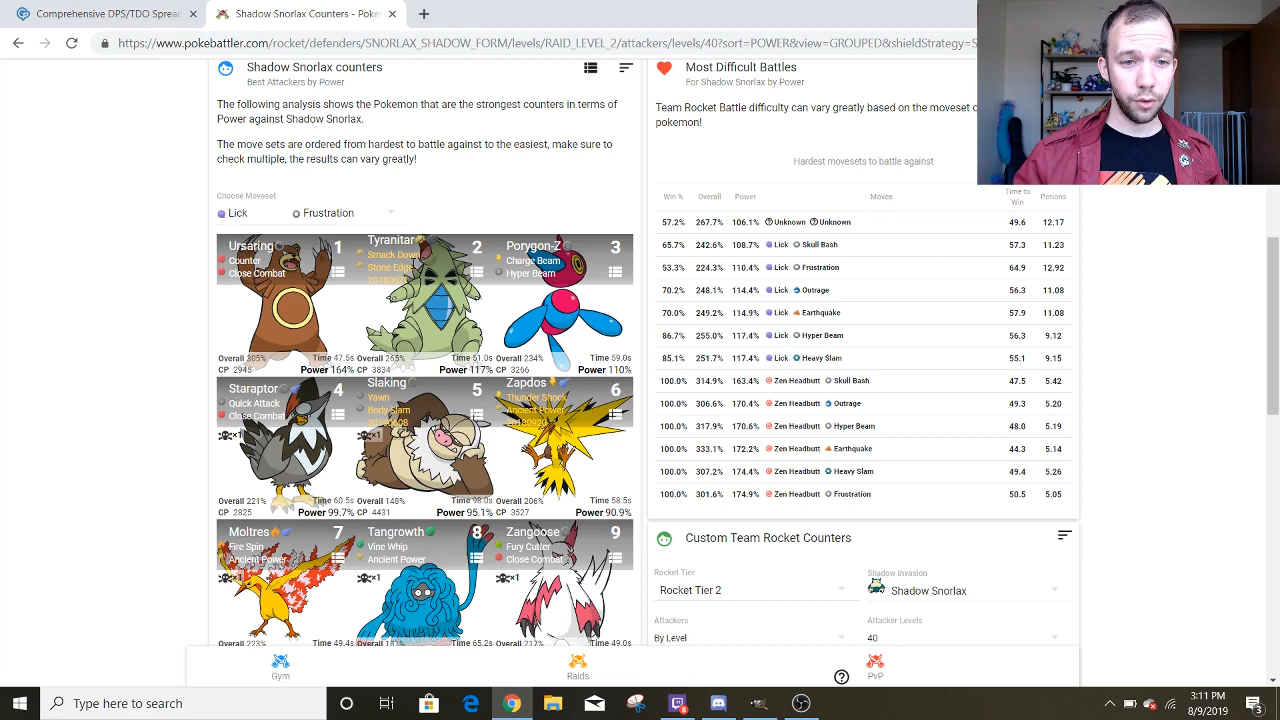 Comprehensive DPS/TDO Spread
Shadow Snorlax Counters - Poke
https://www.pokebattler.com/rocket/defender/SNORLAX_SHADOW_FORM/levels/RAID_LEVEL_2/attackers/levels/40?sort=POWER&view=GROUPED&shieldStrategy=S
Shadow Snorlax counters
Best Attackers by Power
The following analysis shows the Pokemon that are the strongest counters in terms of
Power against Shadow Snorlax.
The move sets are ordered from hardest to battle against to the easiest, make sure to
check multiple, the results can vary greatly!
Choose Moveset
Lick Frustration
Ursaring 1
Counter
Close Combat
Overall 305% Time 47.5s
CP 2945 Power 164%
Tyranitar 2
Smack Down
Stone Edge
Overall 265% Time 51.0s
CP 3834 Power 117%
Porygon-Z 3
Charge Beam
Hyper Beam
Overall 234% Time 59.0s
CP 3266 Power 110%
Staraptor 4
Quick Attack
Close Combat
×1
Overall 221% Time 60.5s
CP 2825 Power 99.7%
Slaking 5
Yawn
Body Slam
×1
Overall 148% Time 98.0s
CP 4431 Power 95.1%
Zapdos 6
Thunder Shock
Ancient Power
20180920
Overall 206% Time 58.5s
CP 3527 Power 90.9%
Moltres 7
Fire Spin
Ancient Power
Overall 223% Time 49.4s
Tangrowth 8
Vine Whip
Ancient Power
×1
Overall 181% Time 65.2s
Zangoose 9
Fury Cutter
Close Combat
×1
Overall 212% Time 49.0s
Most Difficult Battles
For Shadow Snorlax by Power
Team Rocket Battle difficulty can vary greatly based on the moveset o
pokemon!
Hardest movesets to battle against
Win % Overall Power Moves Time to Win Potions
57.2% 267.7% 106.1% Unknown Unknown 49.6 12.17
65.7% 242.6% 108.7% Lick Skull Bash 57.3 11.23
53.3% 224.3% 110.4% Lick Frustration 64.9 12.92
70.2% 248.1% 114.4% Lick Outrage 56.3 11.08
70.0% 249.2% 114.9% Lick Earthquake 57.9 11.08
86.7% 255.0% 117.4% Lick Hyper Beam 56.3 9.12
85.1% 251.7% 117.4% Lick Heavy Slam 55.1 9.15
100.0% 314.9% 163.4% Zen Headbutt Skull Bash 47.5 5.42
100.0% 306.6% 170.4% Zen Headbutt Outrage 49.3 5.20
100.0% 317.9% 170.6% Zen Headbutt Hyper Beam 48.0 5.19
100.0% 333.1% 172.2% Zen Headbutt Earthquake 44.3 5.14
100.0% 307.2% 174.4% Zen Headbutt Heavy Slam 49.4 5.26
100.0% 301.6% 174.9% Zen Headbutt Frustration 50.5 5.05
Custom Team Rocket Counters
Rocket Tier Shadow Invasion
Rocket Tier 2 Shadow Snorlax
Attackers Attacker Levels
By Level 40
Gym Raids PvP
Type here to search
3:11 PM
8/9/2019
3